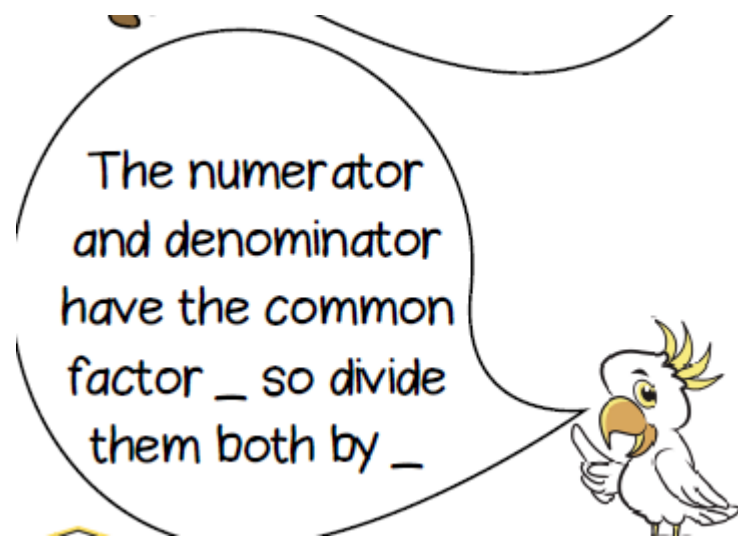 The numerator
and denominator
have the common
factor _ so divide
them both by _